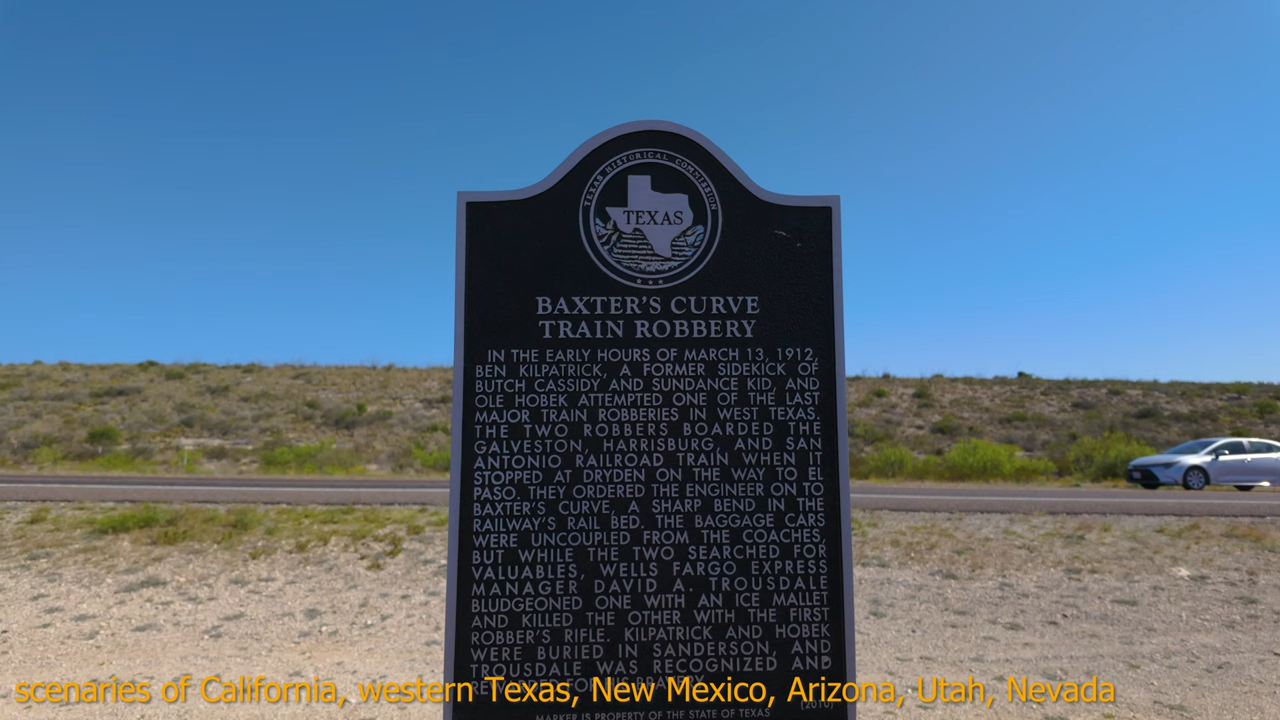 TEXAS HISTORICAL COMMISSION
TEXAS
BAXTER'S CURVE
TRAIN ROBBERY
IN THE EARLY HOURS OF MARCH 13, 1912,
BEN KILPATRICK, A FORMER SIDEKICK OF
BUTCH CASSIDY AND SUNDANCE KID, AND
OLE HOBEK ATTEMPTED ONE OF THE LAST
MAJOR TRAIN ROBBERIES IN WEST TEXAS.
THE TWO ROBBERS BOARDED THE
GALVESTON, HARRISBURG, AND SAN
ANTONIO RAILROAD TRAIN WHEN IT
STOPPED AT DRYDEN ON THE WAY TO EL
PASO. THEY ORDERED THE ENGINEER ON TO
BAXTER'S CURVE, A SHARP BEND IN THE
RAILWAY'S RAIL BED. THE BAGGAGE CARS
WERE UNCOUPLED FROM THE COACHES,
BUT WHILE THE TWO SEARCHED FOR
VALUABLES, WELLS FARGO EXPRESS
MANAGER DAVID A. TROUSDALE
BLUDGEONED ONE WITH AN ICE MALLET
AND KILLED THE OTHER WITH THE FIRST
ROBBER'S RIFLE. KILPATRICK AND HOBEK
WERE BURIED IN SANDERSON, AND
TROUSDALE WAS RECOGNIZED AND
REWARDED FOR HIS BRAVERY.
scenaries of California, western Texas, New Mexico, Arizona, Utah, Nevada
(2010)
MARKER IS PROPERTY OF THE STATE OF TEXAS